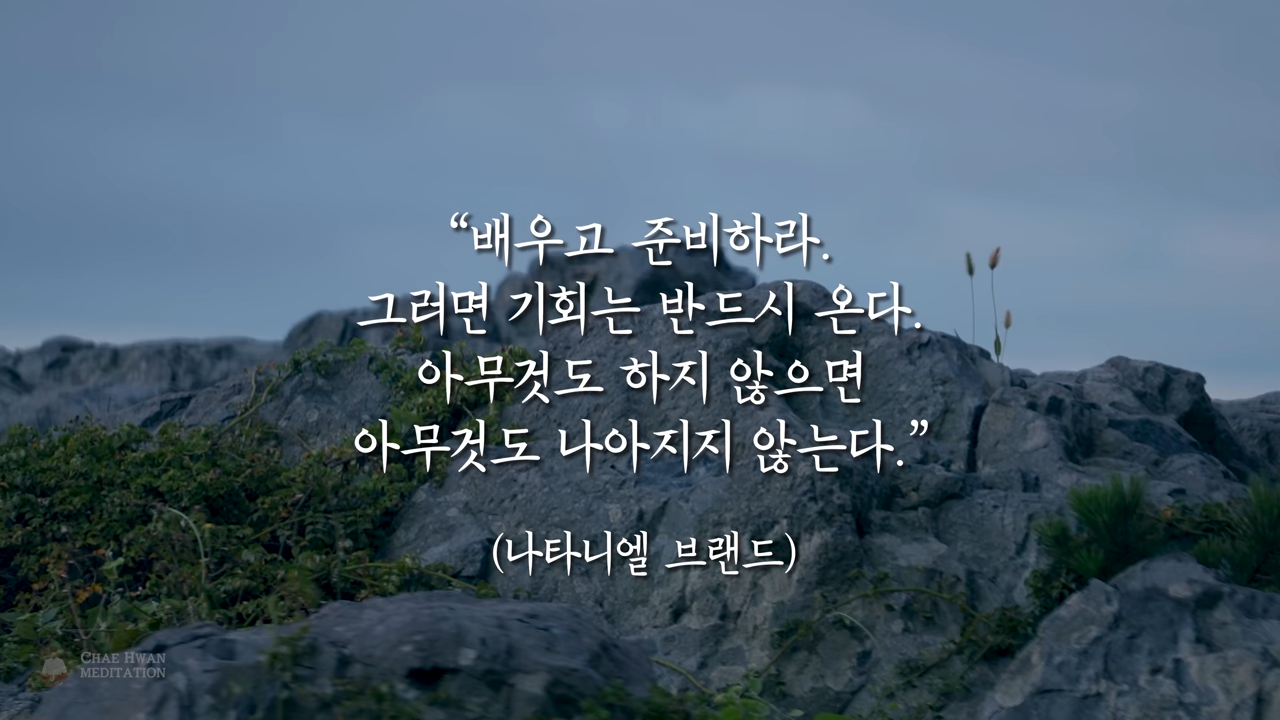 “배우고 준비하라.
그러면 기회는 반드시 온다.
아무것도 하지 않으면
아무것도 나아지지 않는다.”
(나타니엘 브랜드)
CHAE HWAN
MEDITATION